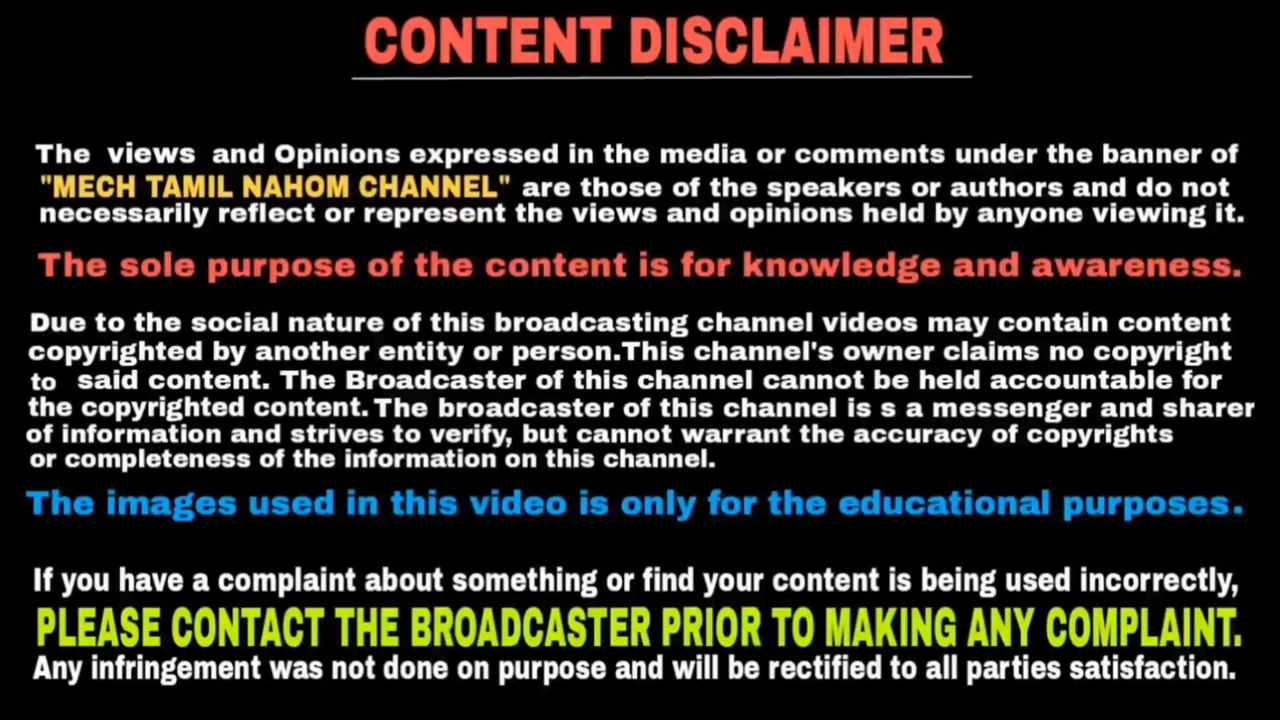 CONTENT DISCLAIMER
The views and Opinions expressed in the media or comments under the banner of
"MECH TAMIL NAHOM CHANNEL" are those of the speakers or authors and do not
necessarily reflect or represent the views and opinions held by anyone viewing it.
The sole purpose of the content is for knowledge and awareness.
Due to the social nature of this broadcasting channel videos may contain content
copyrighted by another entity or person.This channel's owner claims no copyright
to said content. The Broadcaster of this channel cannot be held accountable for
the copyrighted content. The broadcaster of this channel is s a messenger and sharer
of information and strives to verify, but cannot warrant the accuracy of copyrights
or completeness of the information on this channel.
The images used in this video is only for the educational purposes.
If you have a complaint about something or find your content is being used incorrectly,
PLEASE CONTACT THE BROADCASTER PRIOR TO MAKING ANY COMPLAINT.
Any infringement was not done on purpose and will be rectified to all parties satisfaction.